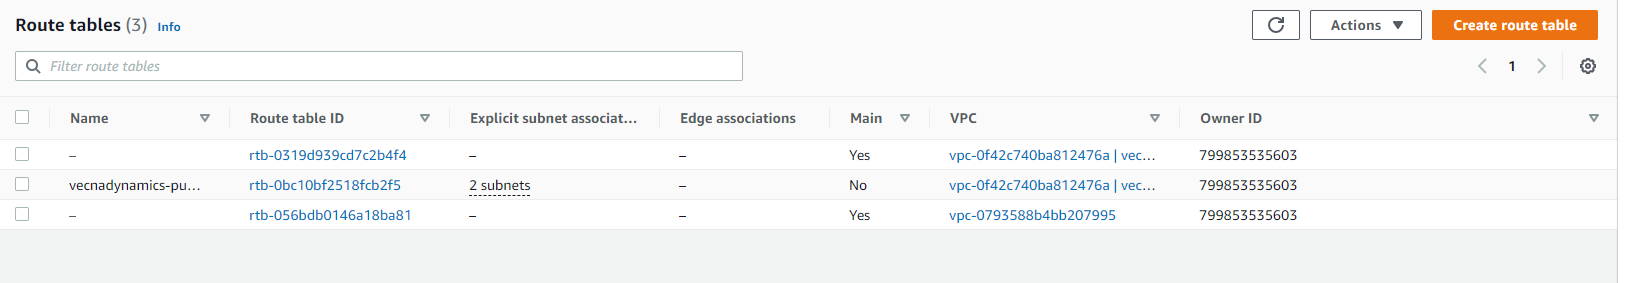 Route tables (3) Info
Actions
Create route table
Filter route tables
1
Name Route table ID Explicit subnet associat... Edge associations Main VPC Owner ID
– rtb-0319d939cd7c2b4f4 – – Yes vpc-0f42c740ba812476a | vec... 799853535603
vecnadynamics-pu... rtb-0bc10bf2518fcb2f5 2 subnets – No vpc-0f42c740ba812476a | vec... 799853535603
– rtb-056bdb0146a18ba81 – – Yes vpc-0793588b4bb207995 799853535603